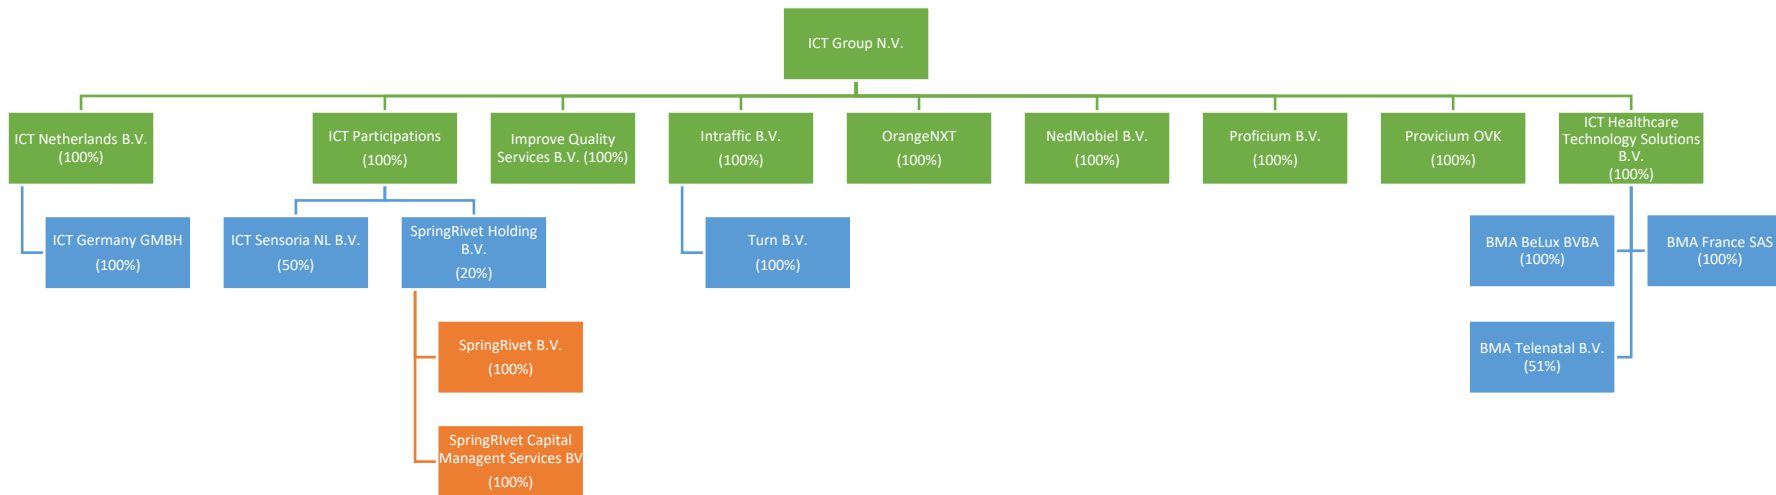 ICT Group N.V.
ICT Netherlands B.V.
(100%)
ICT Participations
(100%)
Improve Quality
Services B.V. (100%)
Intraffic B.V.
(100%)
OrangeNXT
(100%)
NedMobiel B.V.
(100%)
Proficium B.V.
(100%)
Provicium OVK
(100%)
ICT Healthcare
Technology Solutions
B.V.
(100%)
ICT Germany GMBH
(100%)
ICT Sensoria NL B.V.
(50%)
SpringRivet Holding
B.V.
(20%)
Turn B.V.
(100%)
BMA BeLux BVBA
(100%)
BMA France SAS
(100%)
SpringRivet B.V.
(100%)
BMA Telenatal B.V.
(51%)
SpringRIvet Capital
Managent Services BV
(100%)